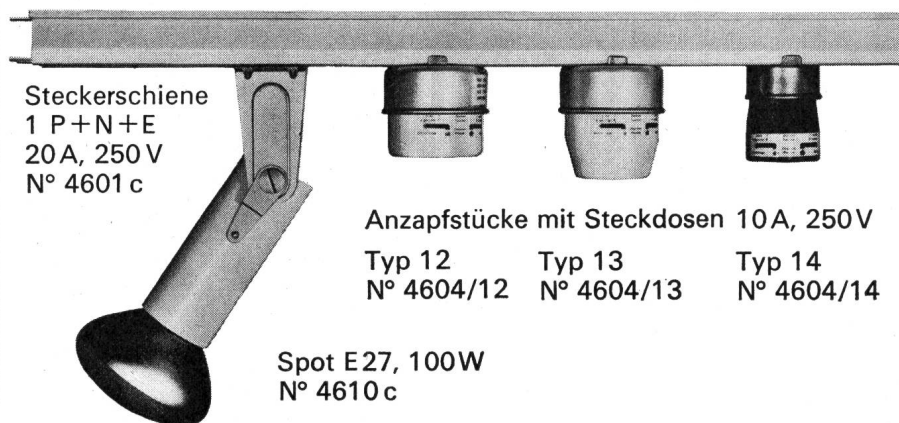 Steckerschiene
1 P+N+E
20 A, 250 V
N° 4601 c
Anzapfstücke mit Steckdosen 10 A, 250 V
Typ 12 Typ 13 Typ 14
N° 4604/12 N° 4604/13 N° 4604/14
Spot E 27, 100 W
N° 4610 c